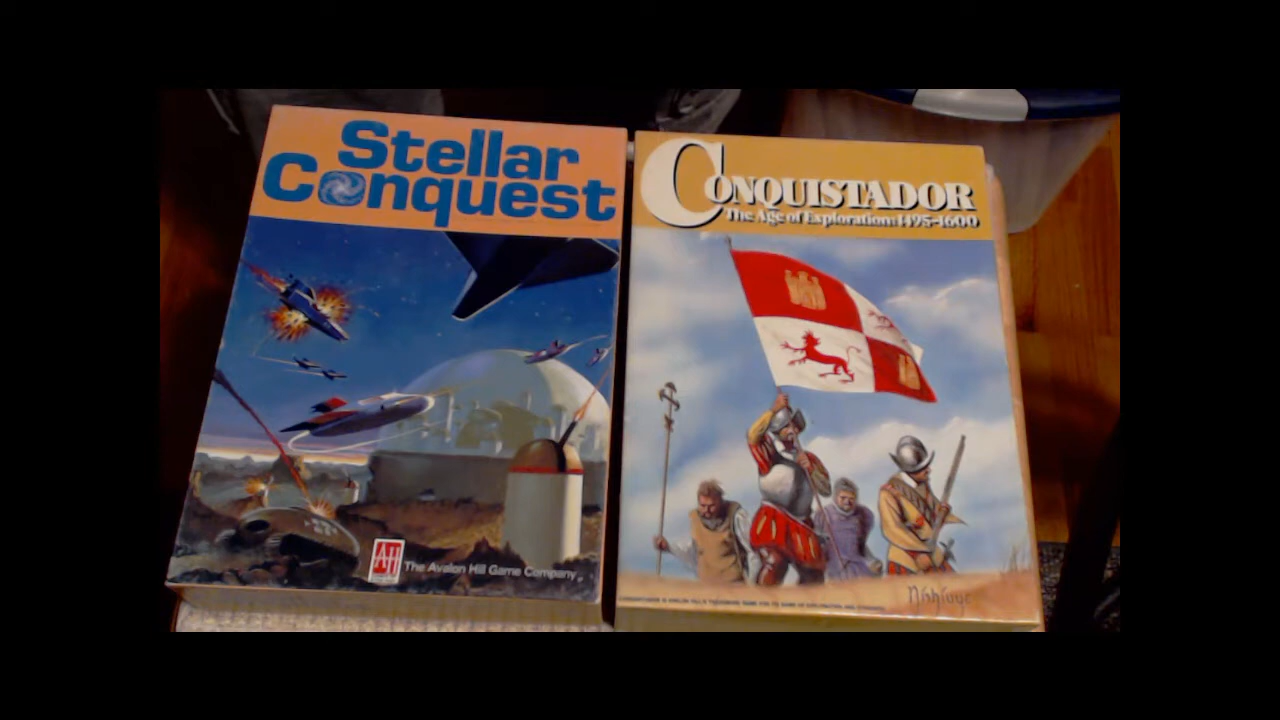 Stellar
Conquest
AH
The Avalon Hill Game Company
CONQUISTADOR
The Age of Exploration: 1495-1600